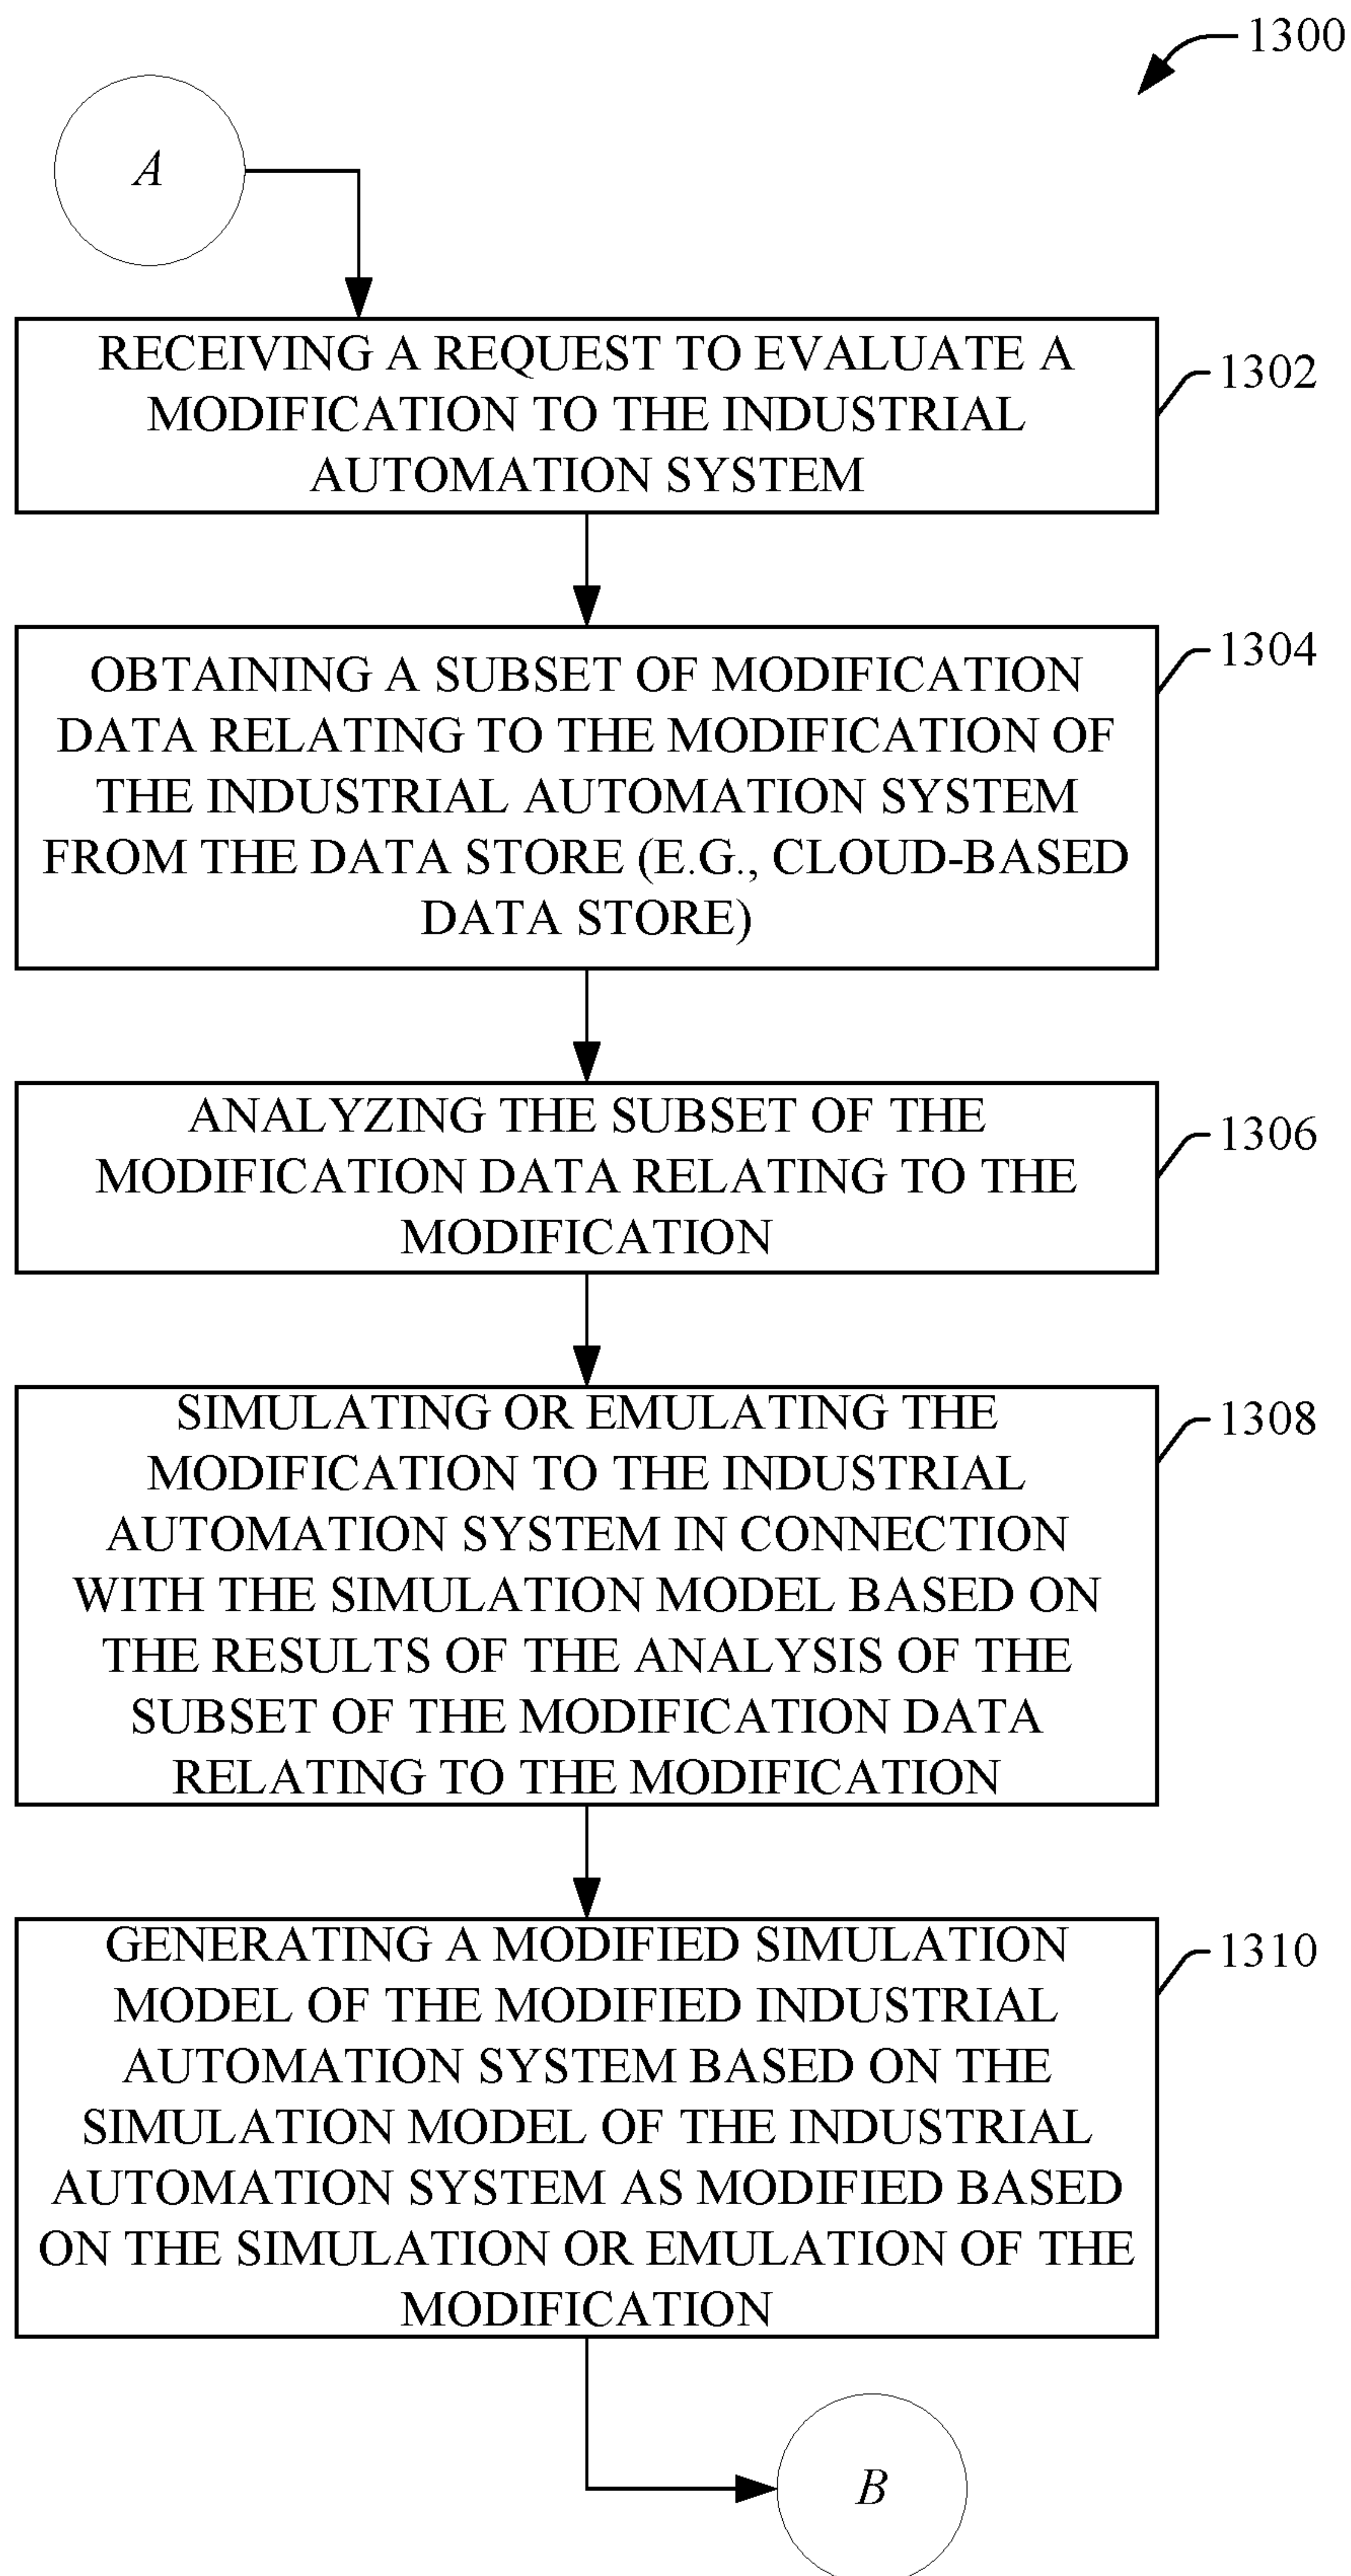 1300
A
RECEIVING A REQUEST TO EVALUATE A
MODIFICATION TO THE INDUSTRIAL
AUTOMATION SYSTEM
1302
OBTAINING A SUBSET OF MODIFICATION
DATA RELATING TO THE MODIFICATION OF
THE INDUSTRIAL AUTOMATION SYSTEM
FROM THE DATA STORE (E.G., CLOUD-BASED
DATA STORE)
1304
ANALYZING THE SUBSET OF THE
MODIFICATION DATA RELATING TO THE
MODIFICATION
1306
SIMULATING OR EMULATING THE
MODIFICATION TO THE INDUSTRIAL
AUTOMATION SYSTEM IN CONNECTION
WITH THE SIMULATION MODEL BASED ON
THE RESULTS OF THE ANALYSIS OF THE
SUBSET OF THE MODIFICATION DATA
RELATING TO THE MODIFICATION
1308
GENERATING A MODIFIED SIMULATION
MODEL OF THE MODIFIED INDUSTRIAL
AUTOMATION SYSTEM BASED ON THE
SIMULATION MODEL OF THE INDUSTRIAL
AUTOMATION SYSTEM AS MODIFIED BASED
ON THE SIMULATION OR EMULATION OF THE
MODIFICATION
1310
B